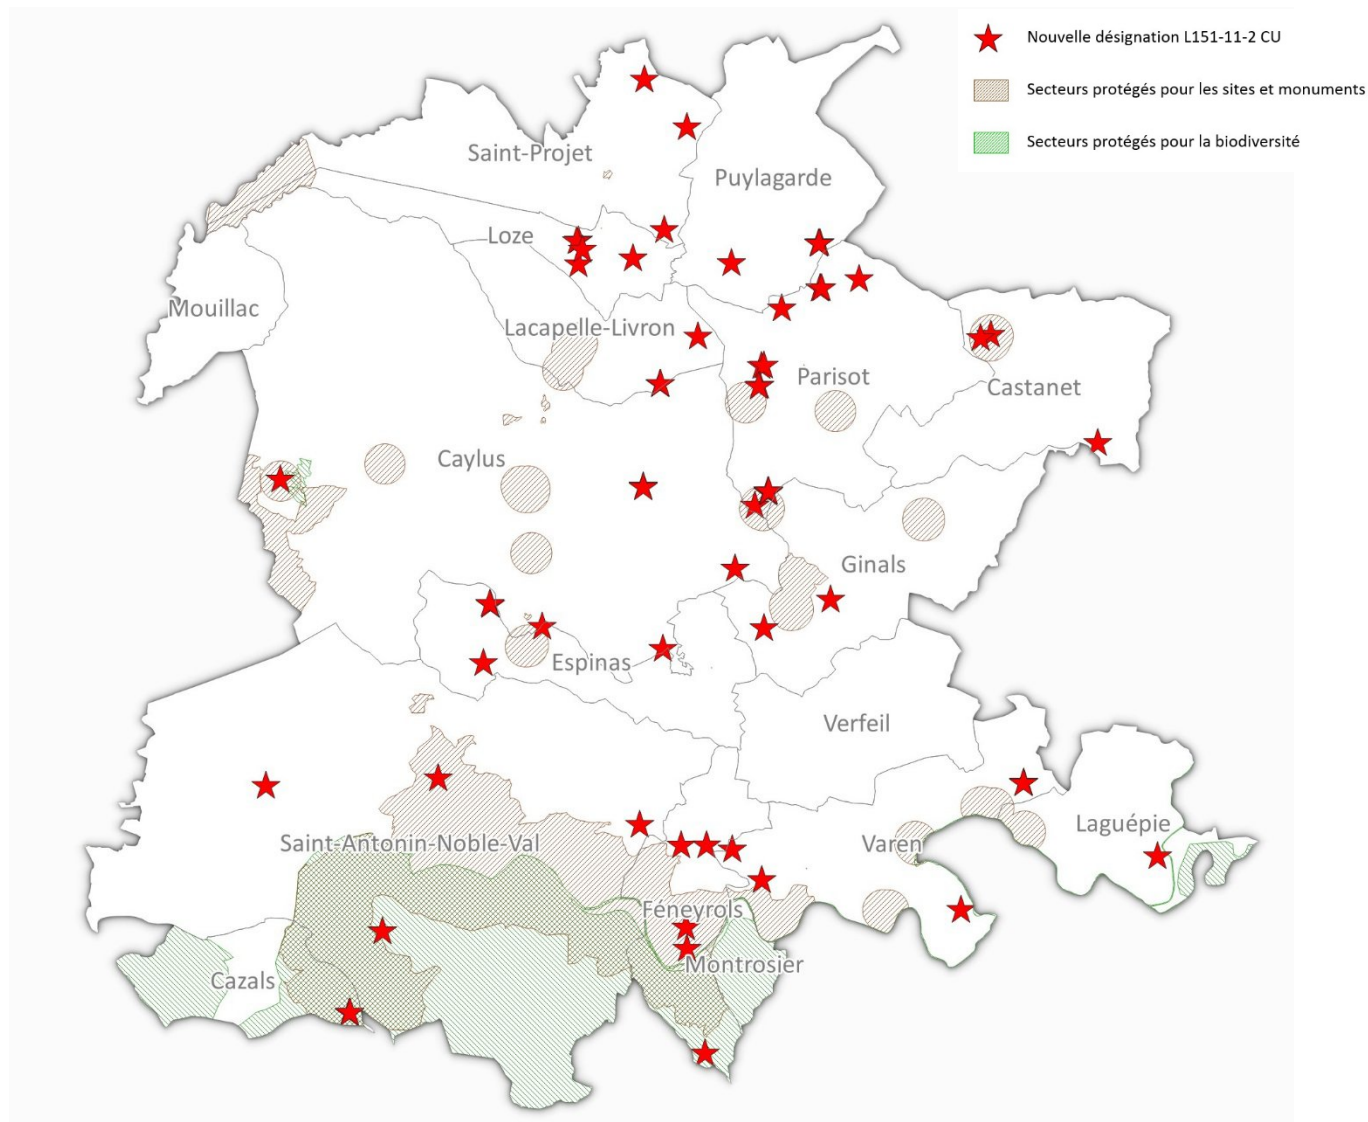 Nouvelle désignation L151-11-2 CU
Secteurs protégés pour les sites et monuments
Secteurs protégés pour la biodiversité
Saint-Projet
Puylagarde
Loze
Mouillac
Lacapelle-Livron
Parisot
Castanet
Caylus
Ginals
Espinas
Verfeil
Laguépie
Saint-Antonin-Noble-Val
Varen
Féneyrols
Montrosier
Cazals